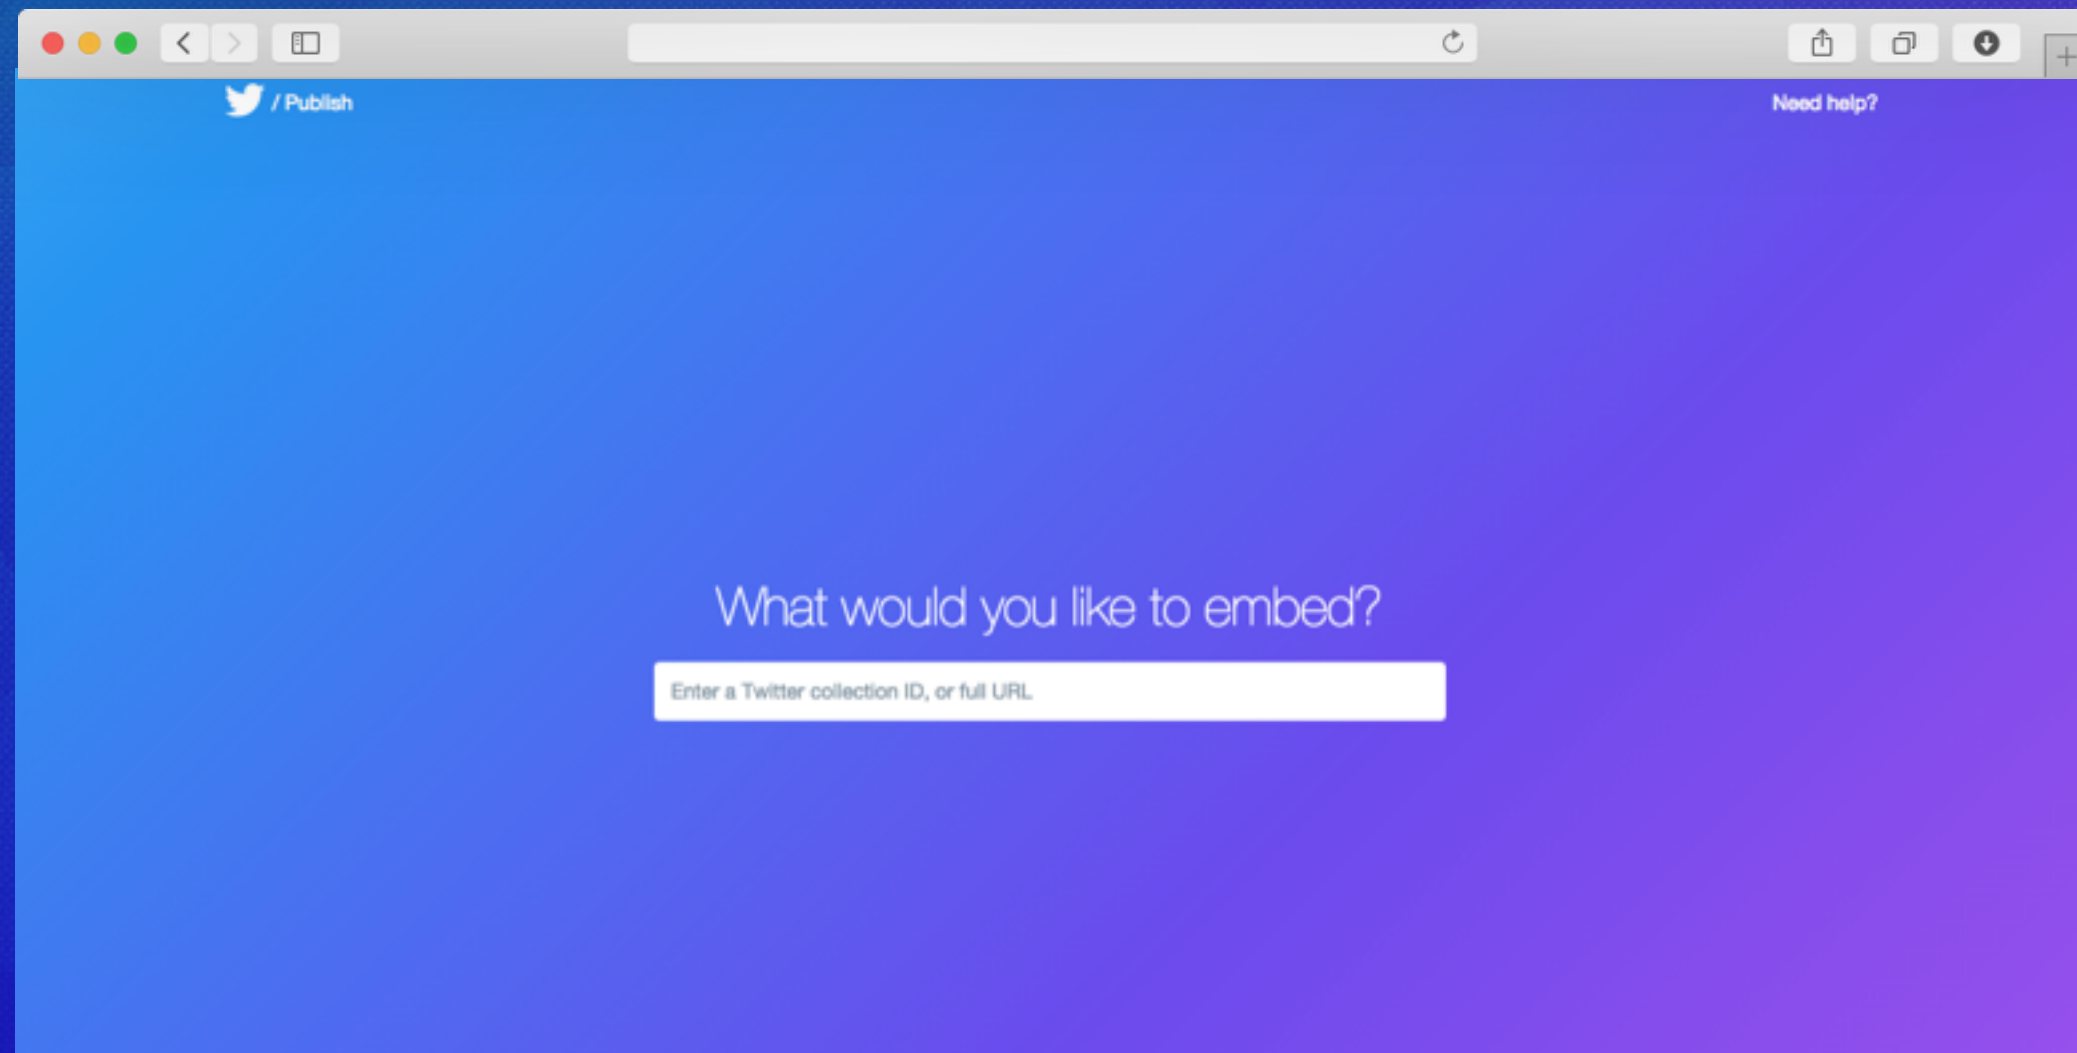 / Publish
Need help?
What would you like to embed?
Enter a Twitter collection ID, or full URL